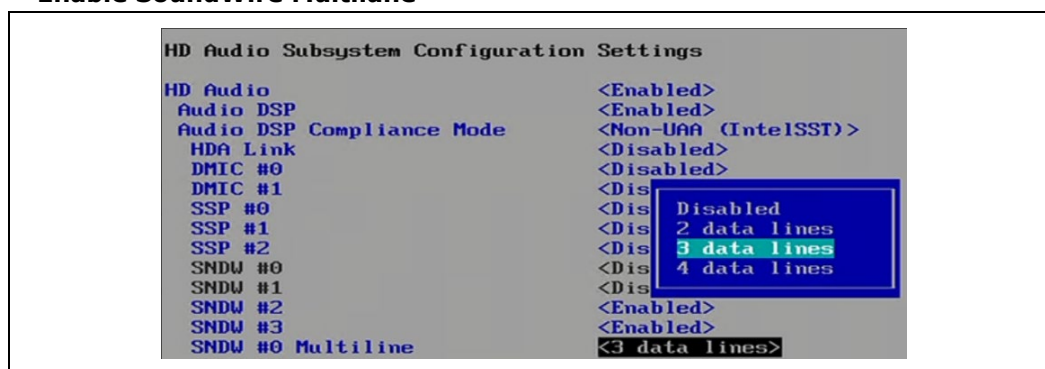 Enable SoundWire Multilane
HD Audio Subsystem Configuration Settings
HD Audio <Enabled>
Audio DSP <Enabled>
Audio DSP Compliance Mode <Non-UAA (IntelSST)>
HDA Link <Disabled>
DMIC #0 <Disabled>
DMIC #1 <Dis
SSP #0 <Dis Disabled
SSP #1 <Dis 2 data lines
SSP #2 <Dis 3 data lines
SNDW #0 <Dis 4 data lines
SNDW #1 <Dis
SNDW #2 <Enabled>
SNDW #3 <Enabled>
SNDW #0 Multiline <3 data lines>